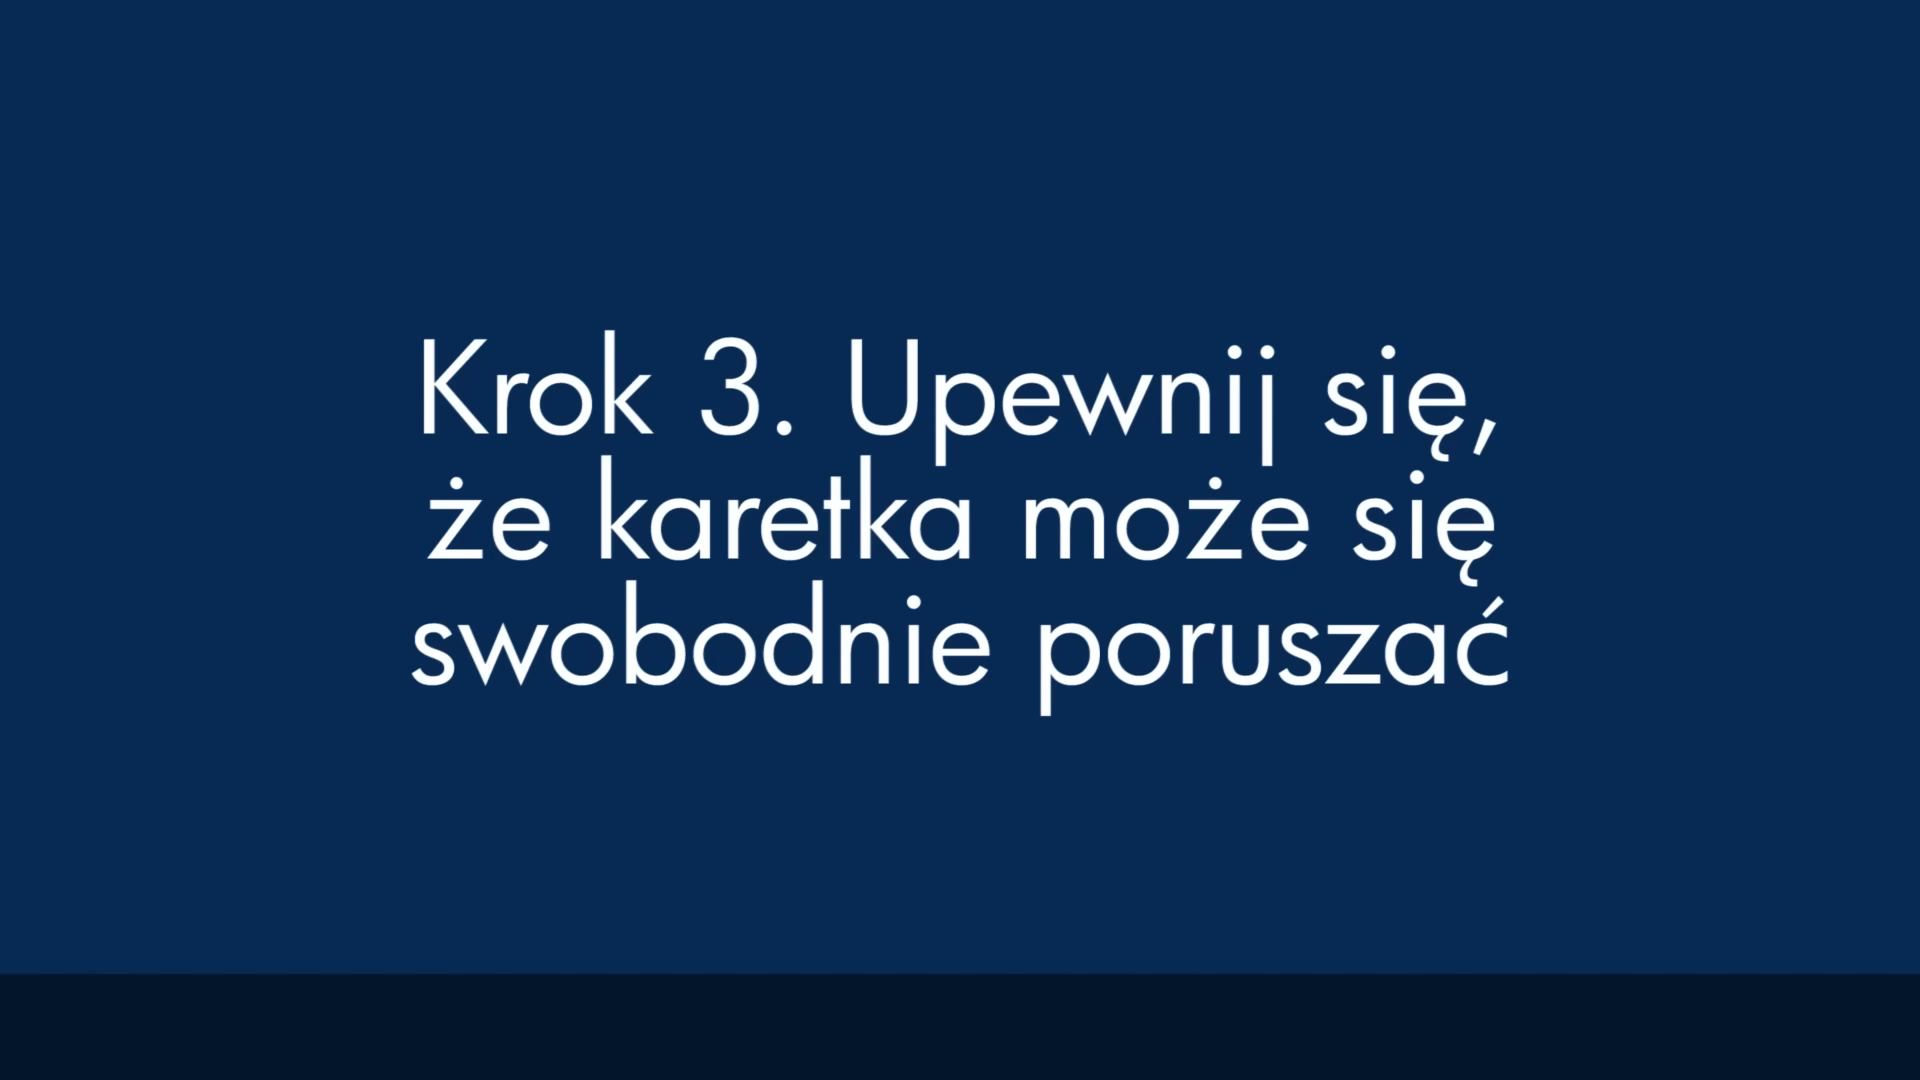 Krok 3. Upewnij się,
że karetka może się
swobodnie poruszać